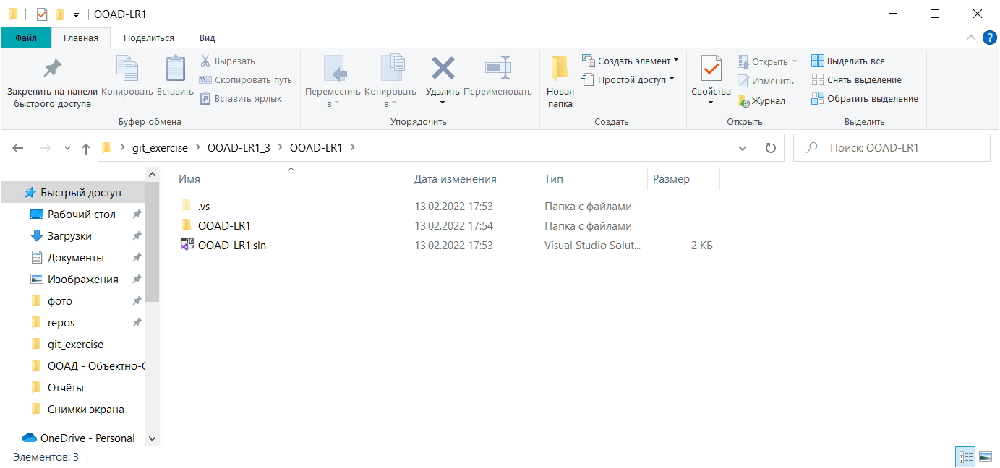 OOAD-LR1
Файл Главная Поделиться Вид
Закрепить на панели быстрого доступа
Копировать
Вставить
Вырезать
Скопировать путь
Вставить ярлык
Буфер обмена
Переместить в
Копировать в
Удалить
Переименовать
Упорядочить
Новая папка
Создать элемент
Простой доступ
Создать
Свойства
Открыть
Изменить
Журнал
Открыть
Выделить все
Снять выделение
Обратить выделение
Выделить
git_exercise OOAD-LR1_3 OOAD-LR1
Поиск: OOAD-LR1
Быстрый доступ
Рабочий стол
Загрузки
Документы
Изображения
фото
repos
git_exercise
ООАД - Объектно-О
Отчёты
Снимки экрана
OneDrive - Personal
Имя Дата изменения Тип Размер
.vs 13.02.2022 17:53 Папка с файлами
OOAD-LR1 13.02.2022 17:54 Папка с файлами
OOAD-LR1.sln 13.02.2022 17:53 Visual Studio Solut... 2 КБ
Элементов: 3